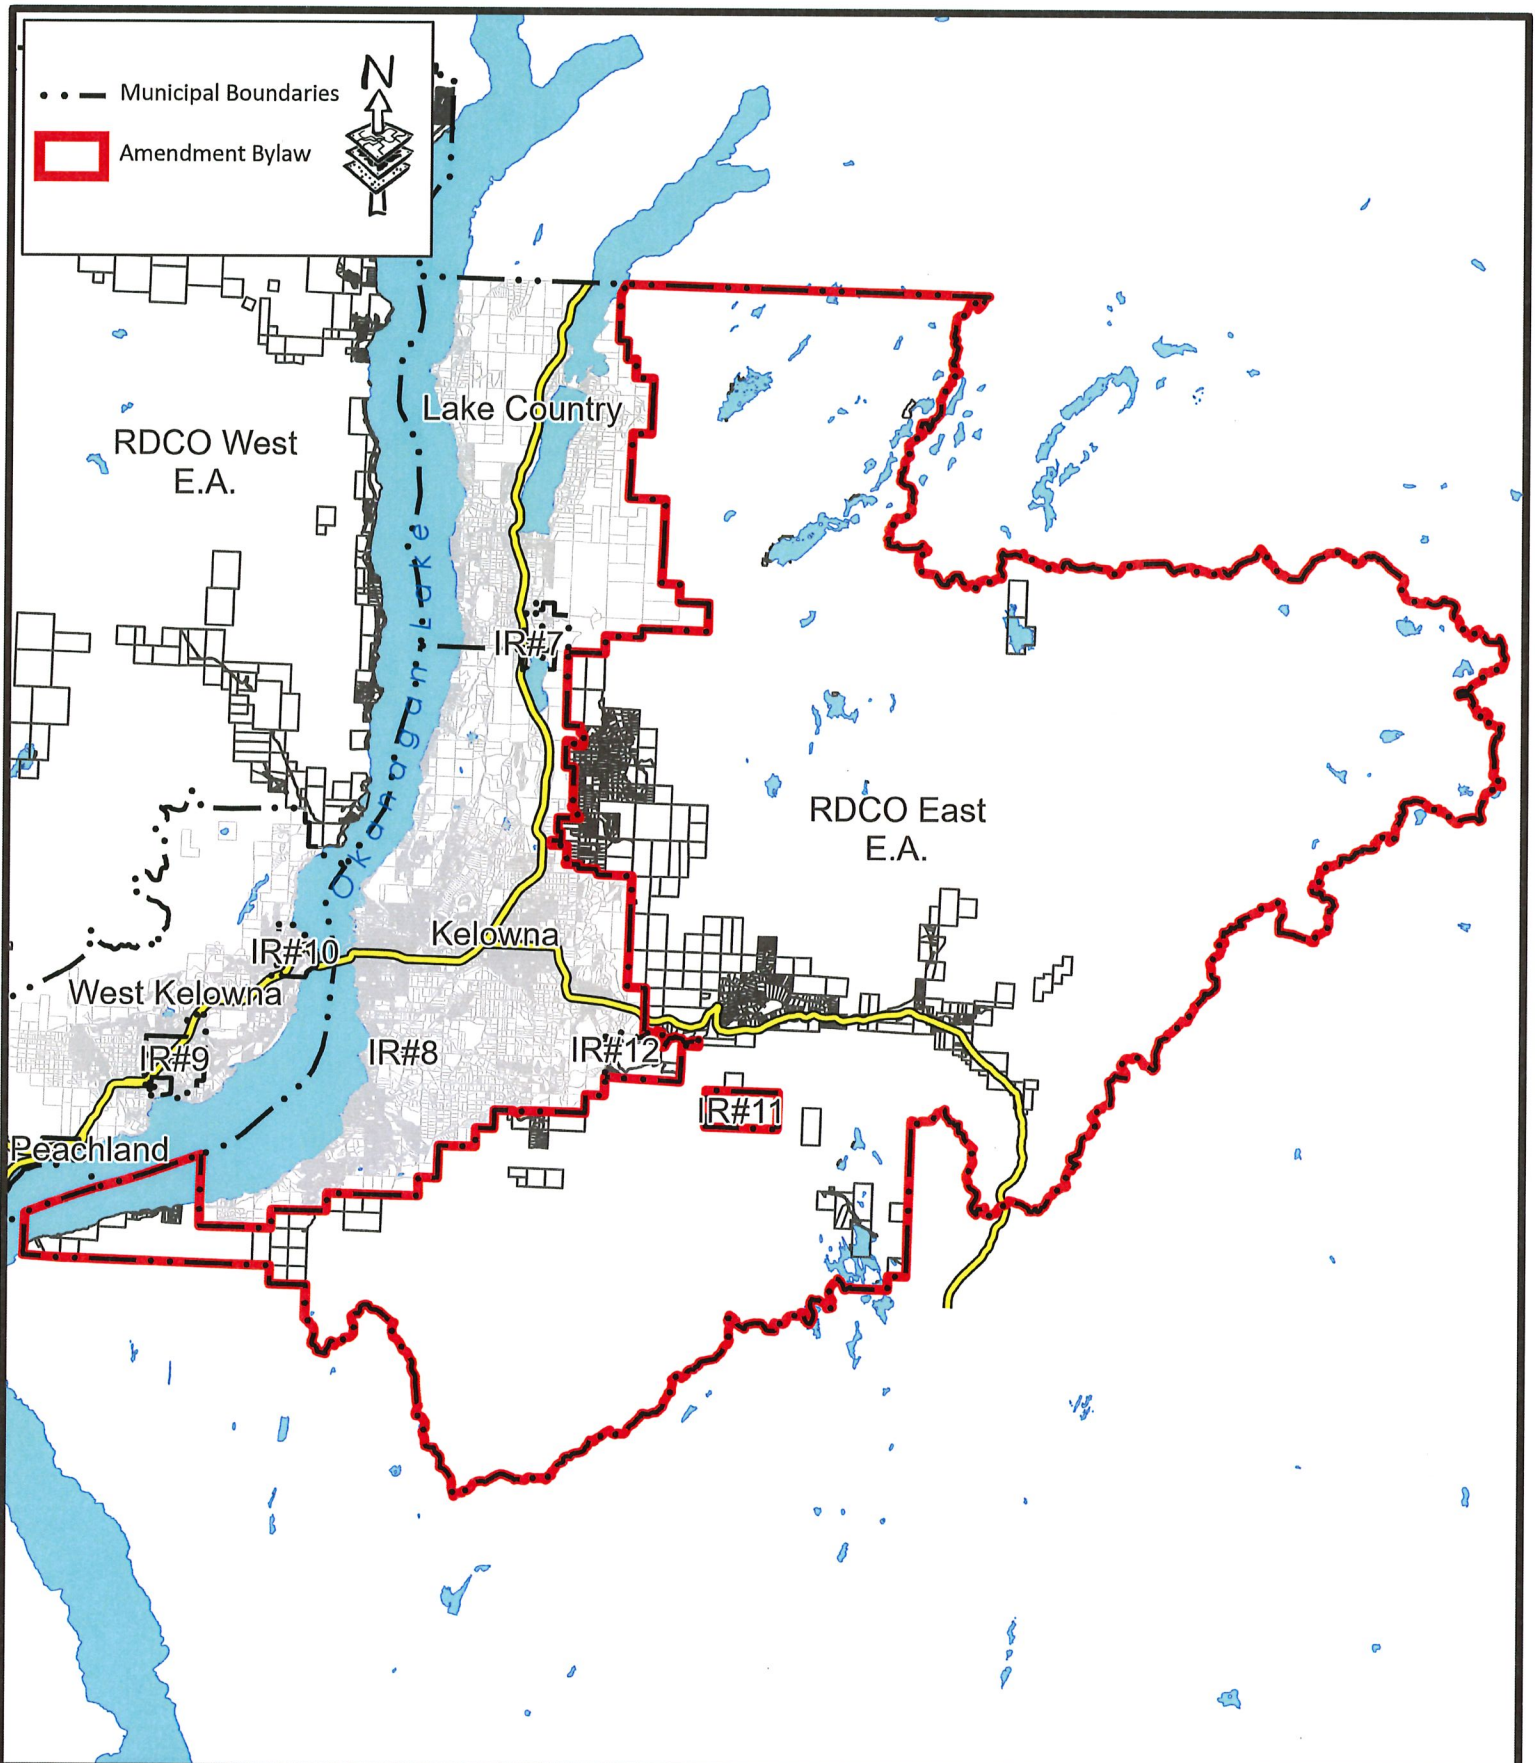 N
Municipal Boundaries
Amendment Bylaw
Lake Country
RDCO West
E.A.
Okanagan Lake
IR#7
RDCO East
E.A.
Kelowna
IR#10
West Kelowna
IR#9
IR#8
IR#12
IR#11
Peachland